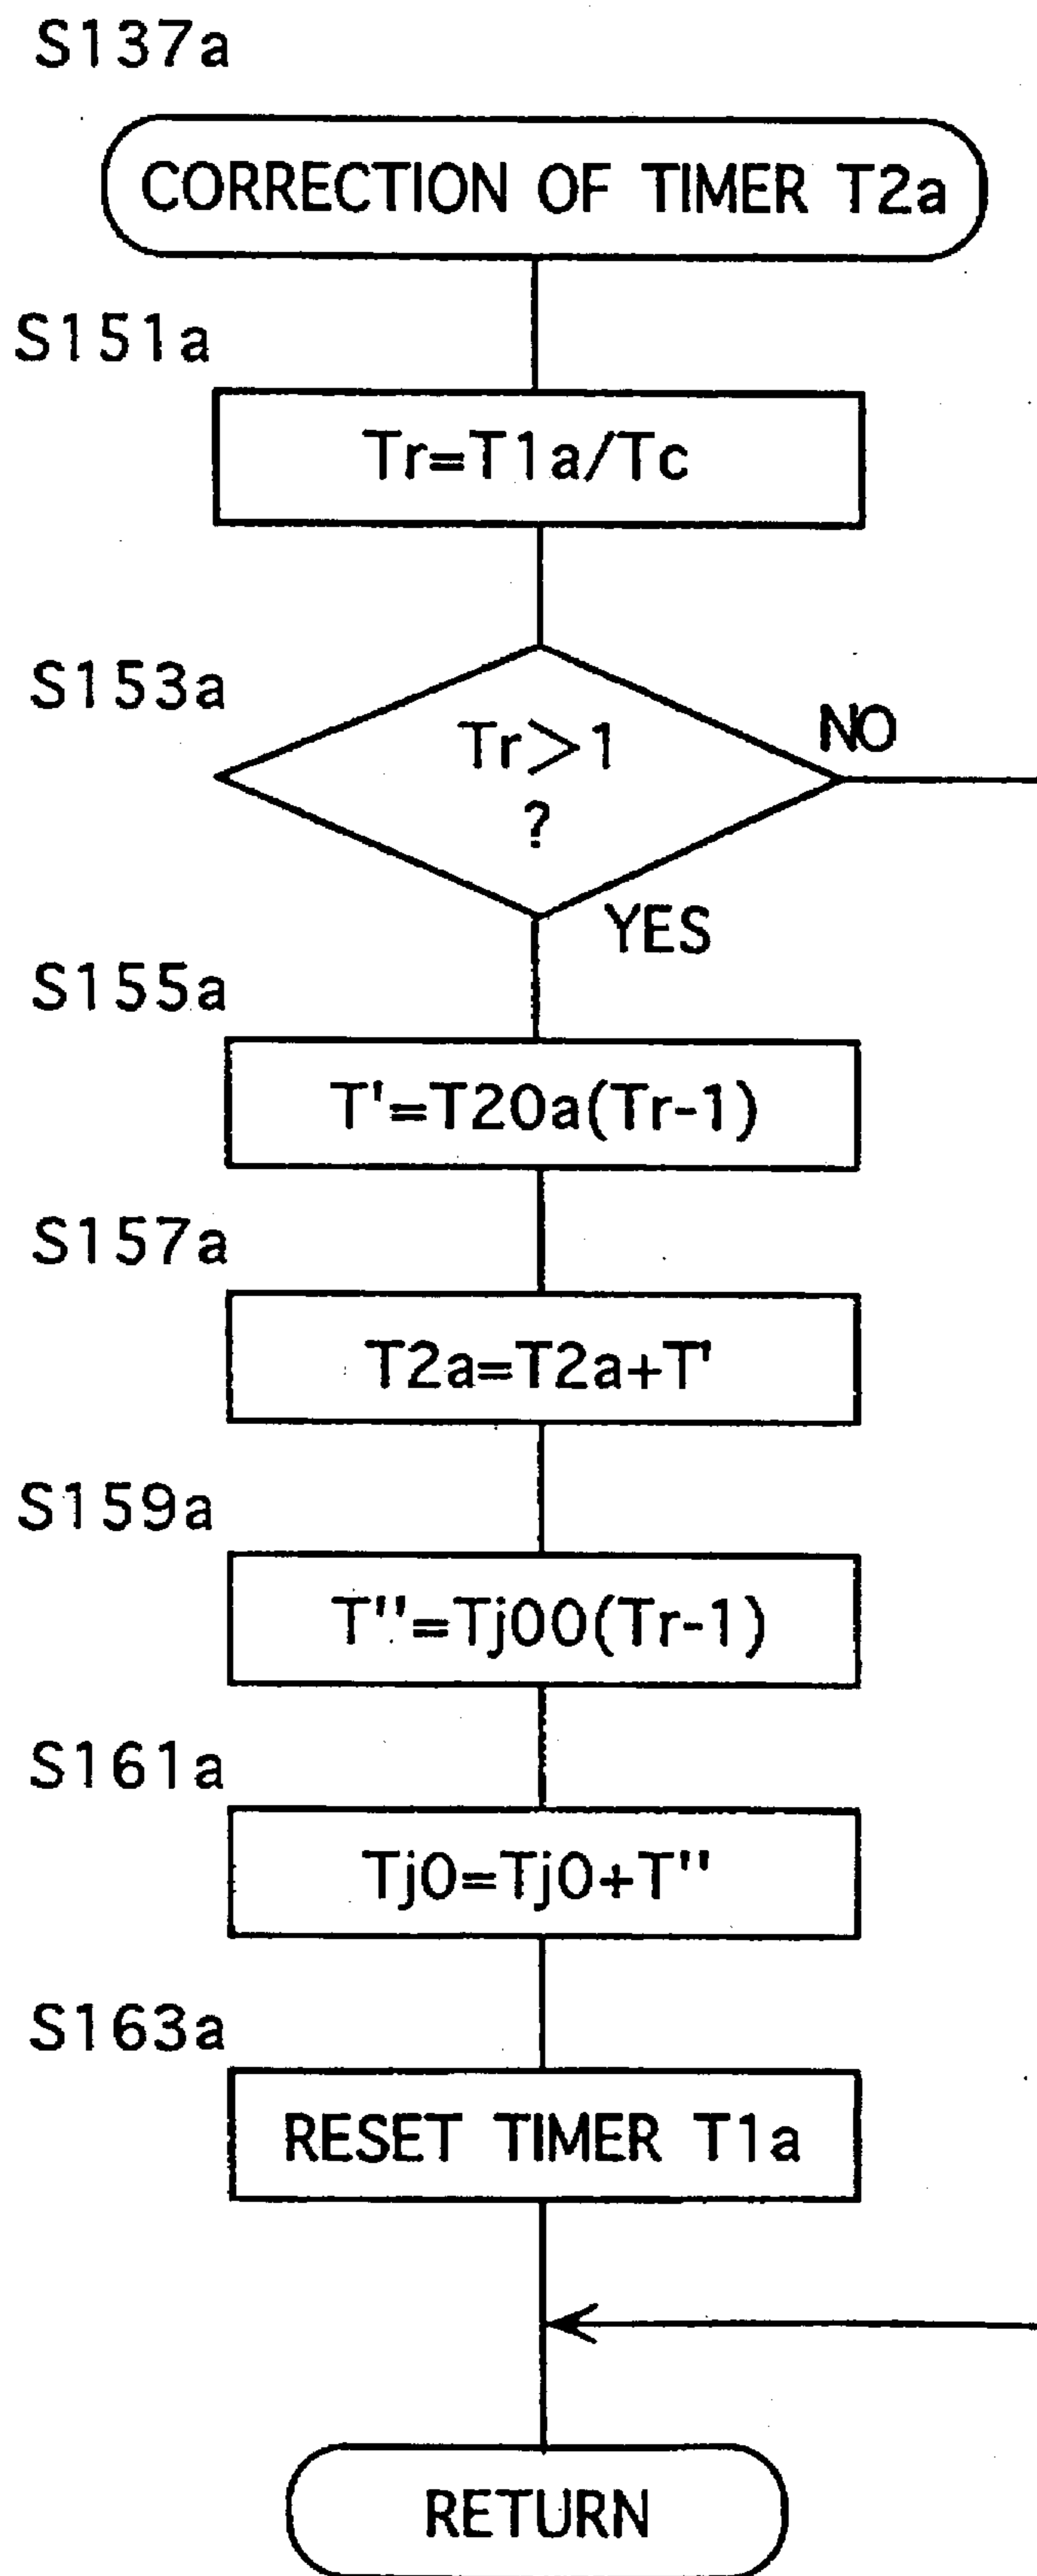 S137a
CORRECTION OF TIMER T2a
S151a
Tr=T1a/Tc
S153a
Tr>1
?
NO
YES
S155a
T'=T20a(Tr-1)
S157a
T2a=T2a+T'
S159a
T''=Tj00(Tr-1)
S161a
Tj0=Tj0+T''
S163a
RESET TIMER T1a
RETURN